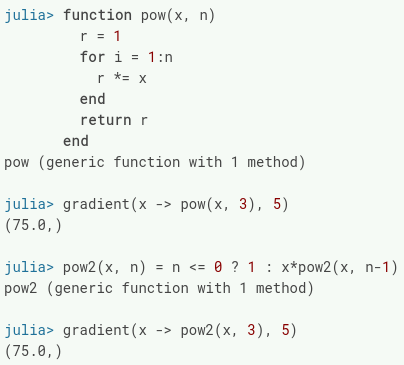 julia> function pow(x, n)
         r = 1
         for i = 1:n
           r *= x
         end
         return r
       end
pow (generic function with 1 method)

julia> gradient(x -> pow(x, 3), 5)
(75.0,)

julia> pow2(x, n) = n <= 0 ? 1 : x*pow2(x, n-1)
pow2 (generic function with 1 method)

julia> gradient(x -> pow2(x, 3), 5)
(75.0,)